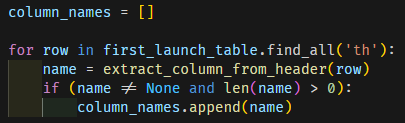 column_names = []
for row in first_launch_table.find_all('th'):
name = extract_column_from_header(row)
if (name ≠ None and len(name) > 0):
column_names.append(name)